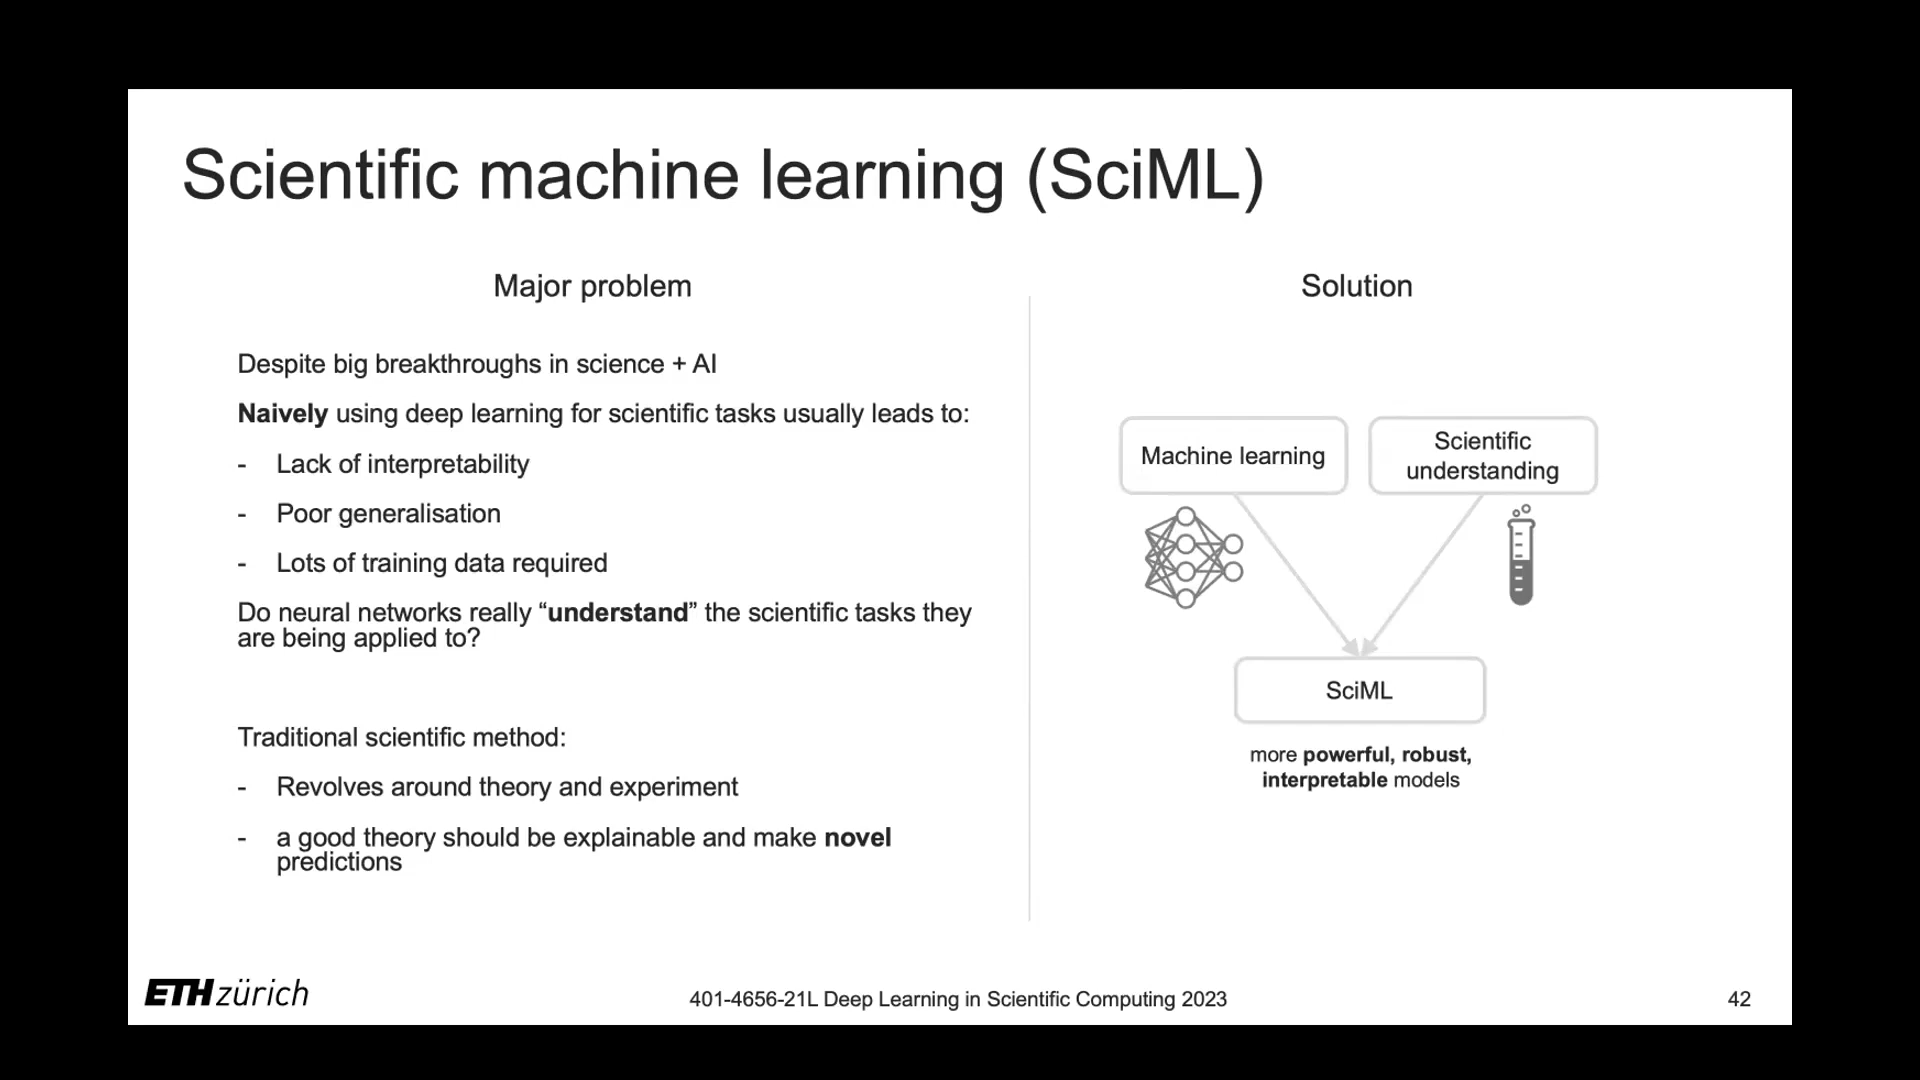 Scientific machine learning (SciML)
Major problem
Despite big breakthroughs in science + AI
Naively using deep learning for scientific tasks usually leads to:
- Lack of interpretability
- Poor generalisation
- Lots of training data required
Do neural networks really “understand” the scientific tasks they
are being applied to?
Traditional scientific method:
- Revolves around theory and experiment
- a good theory should be explainable and make novel
predictions
Solution
Machine learning
Scientific
understanding
SciML
more powerful, robust,
interpretable models
ETH zürich
401-4656-21L Deep Learning in Scientific Computing 2023
42